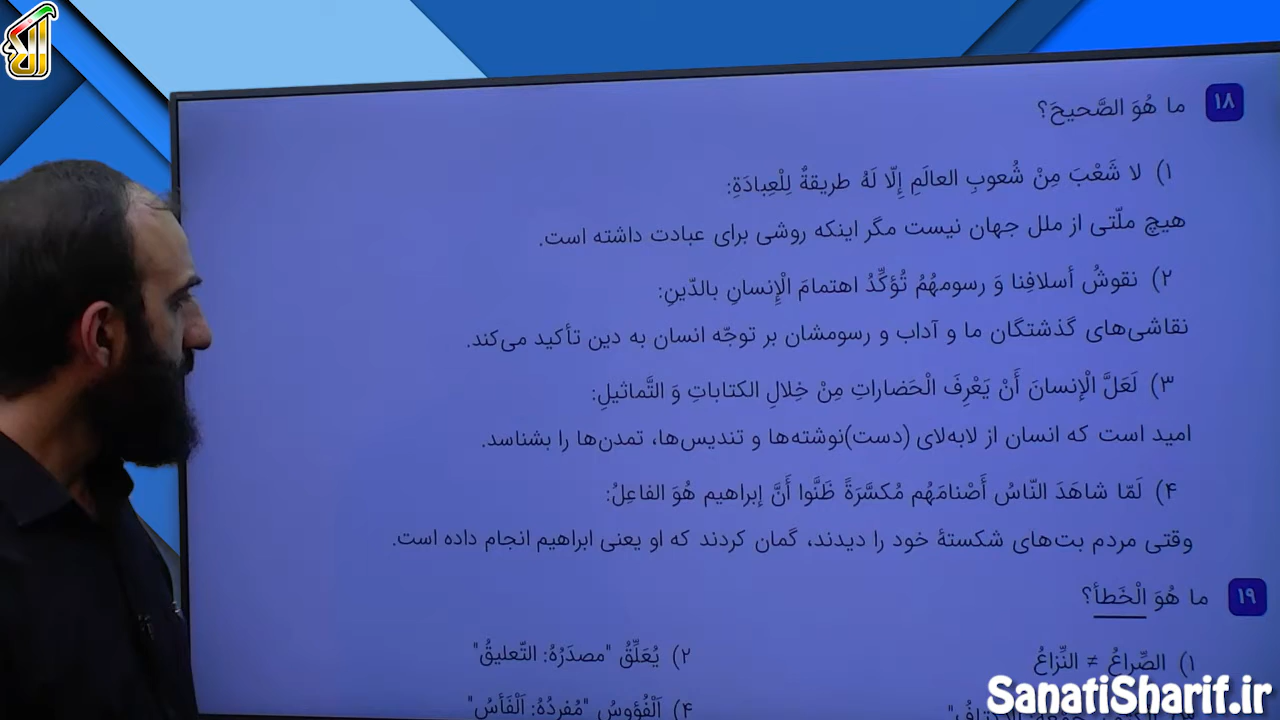 ۱۸ ما هُوَ الصَّحیحَ؟
۱) لا شَعْبَ مِنْ شُعوبِ العالَمِ إِلّا لَهُ طریقةٌ لِلْعِبادَةِ:
هیچ ملّتی از ملل جهان نیست مگر اینکه روشی برای عبادت داشته است.
۲) نقوشُ أسلافِنا وَ رسومهُمُ تُؤکِّدُ اهتمامَ الْإنسانِ بالدّینِ:
نقاشی‌های گذشتگان ما و آداب و رسومشان بر توجّه انسان به دین تأکید می‌کند.
۳) لَعَلَّ الْإنسانَ أَنْ یَعْرِفَ الْحَضاراتِ مِنْ خِلالِ الکتاباتِ وَ التَّماثیلِ:
امید است که انسان از لابه‌لای (دست)نوشته‌ها و تندیس‌ها، تمدن‌ها را بشناسد.
۴) لَمّا شاهَدَ النّاسُ أَصْنامَهُم مُکسَّرَةً ظَنَّوا أَنَّ إبراهیم هُوَ الفاعِلُ:
وقتی مردم بت‌های شکستهٔ خود را دیدند، گمان کردند که او یعنی ابراهیم انجام داده است.
۱۹ ما هُوَ الْخَطأ؟
۱) الصِّراعُ ≠ النِّزاعُ
۲) یُعَلِّقُ "مصدَرُهُ: التّعلیقُ"
۴) اَلْفُؤوسُ "مُفردُهُ: اَلْفَأسُ"
SanatiSharif.ir